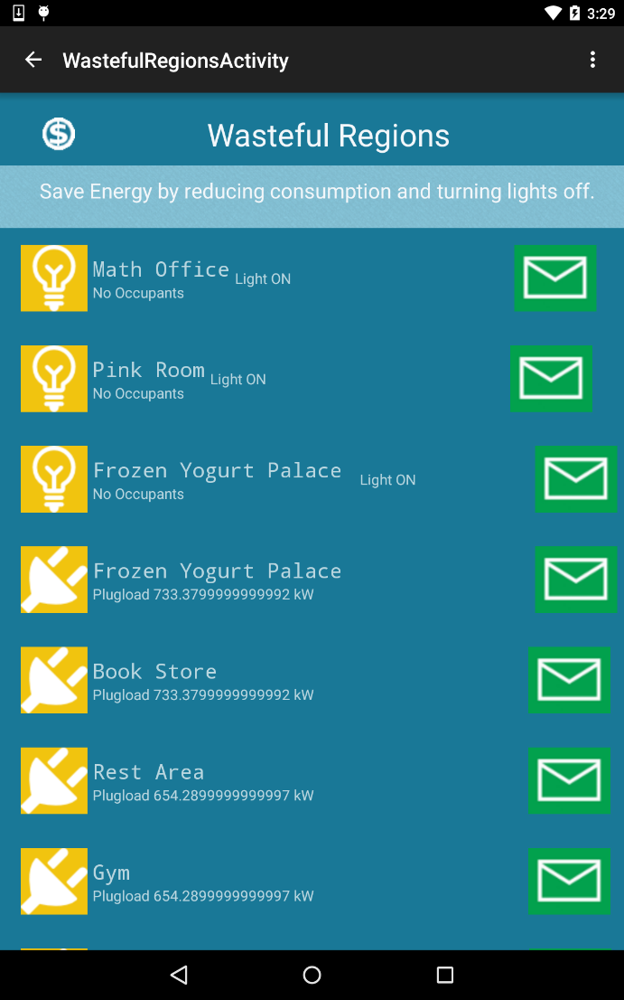 3:29
WastefulRegionsActivity
$
Wasteful Regions
Save Energy by reducing consumption and turning lights off.
Math Office Light ON
No Occupants
Pink Room Light ON
No Occupants
Frozen Yogurt Palace Light ON
No Occupants
Frozen Yogurt Palace
Plugload 733.3799999999992 kW
Book Store
Plugload 733.3799999999992 kW
Rest Area
Plugload 654.2899999999997 kW
Gym
Plugload 654.2899999999997 kW